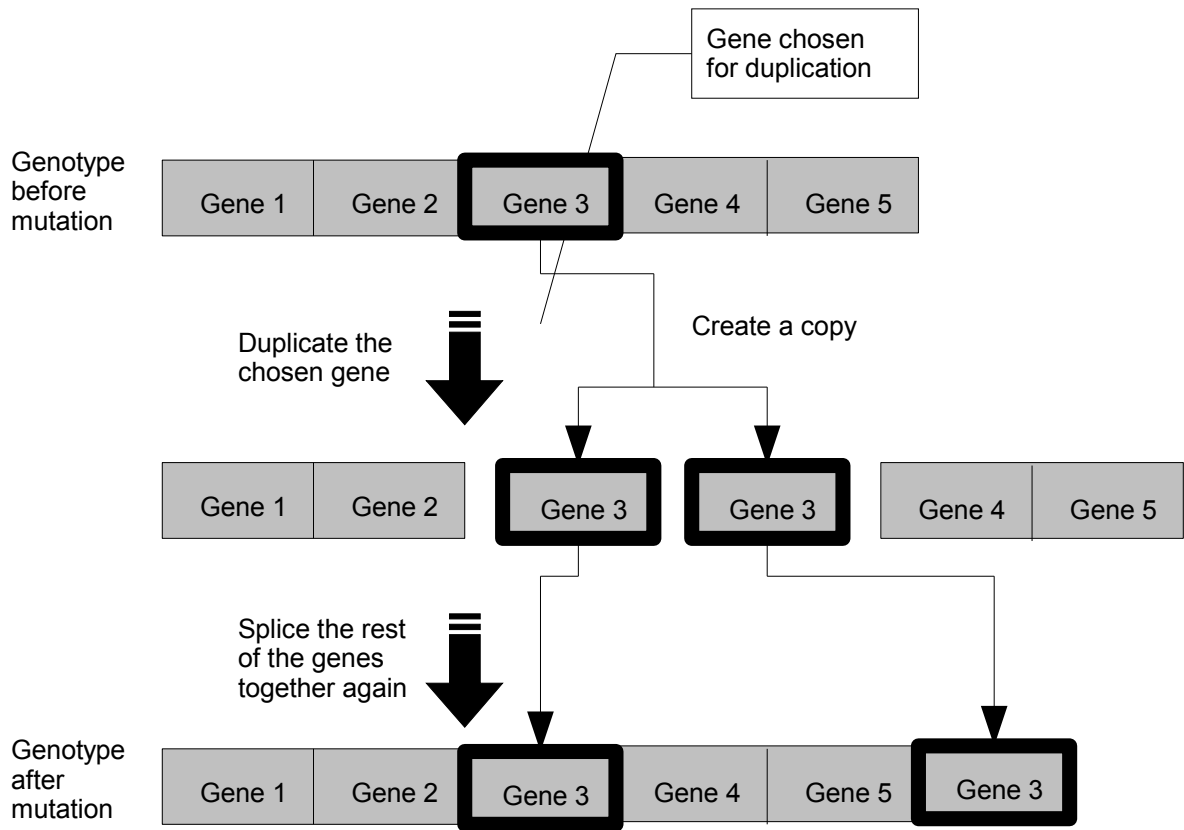 Gene chosen
for duplication
Genotype
before
mutation
Gene 1
Gene 2
Gene 3
Gene 4
Gene 5
Duplicate the
chosen gene
Create a copy
Gene 1
Gene 2
Gene 3
Gene 3
Gene 4
Gene 5
Splice the rest
of the genes
together again
Genotype
after
mutation
Gene 1
Gene 2
Gene 3
Gene 4
Gene 5
Gene 3